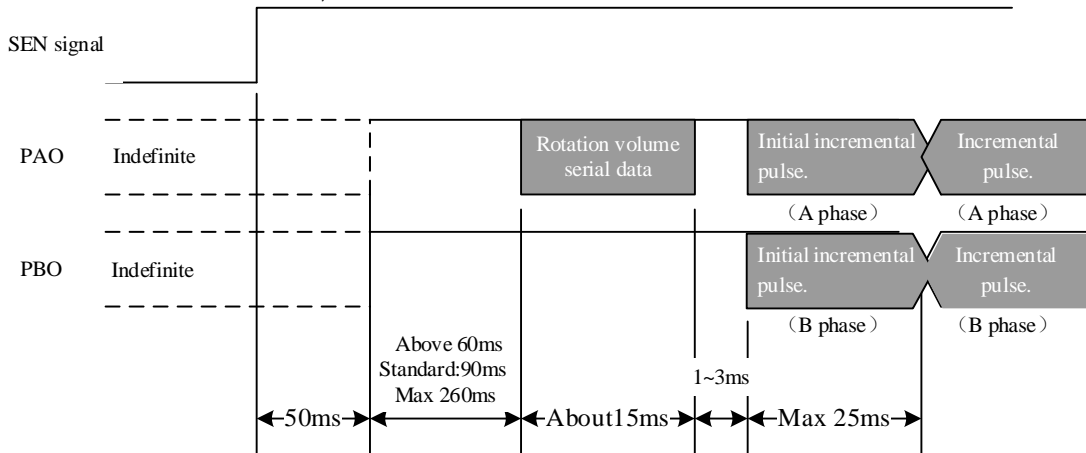 SEN signal
PAO
Indefinite
Rotation volume
serial data
Initial incremental
pulse.
Incremental
pulse.
（A phase）
（A phase）
PBO
Indefinite
Initial incremental
pulse.
Incremental
pulse.
（B phase）
（B phase）
Above 60ms
Standard:90ms
Max 260ms
1~3ms
50ms
About15ms
Max 25ms